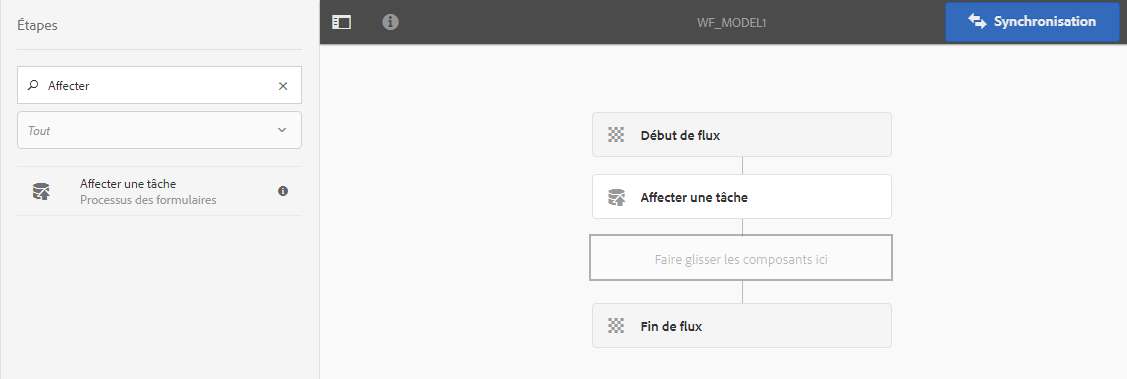 Étapes
Affecter
Tout
Affecter une tâche
Processus des formulaires
WF_MODEL1
Synchronisation
Début de flux
Affecter une tâche
Faire glisser les composants ici
Fin de flux